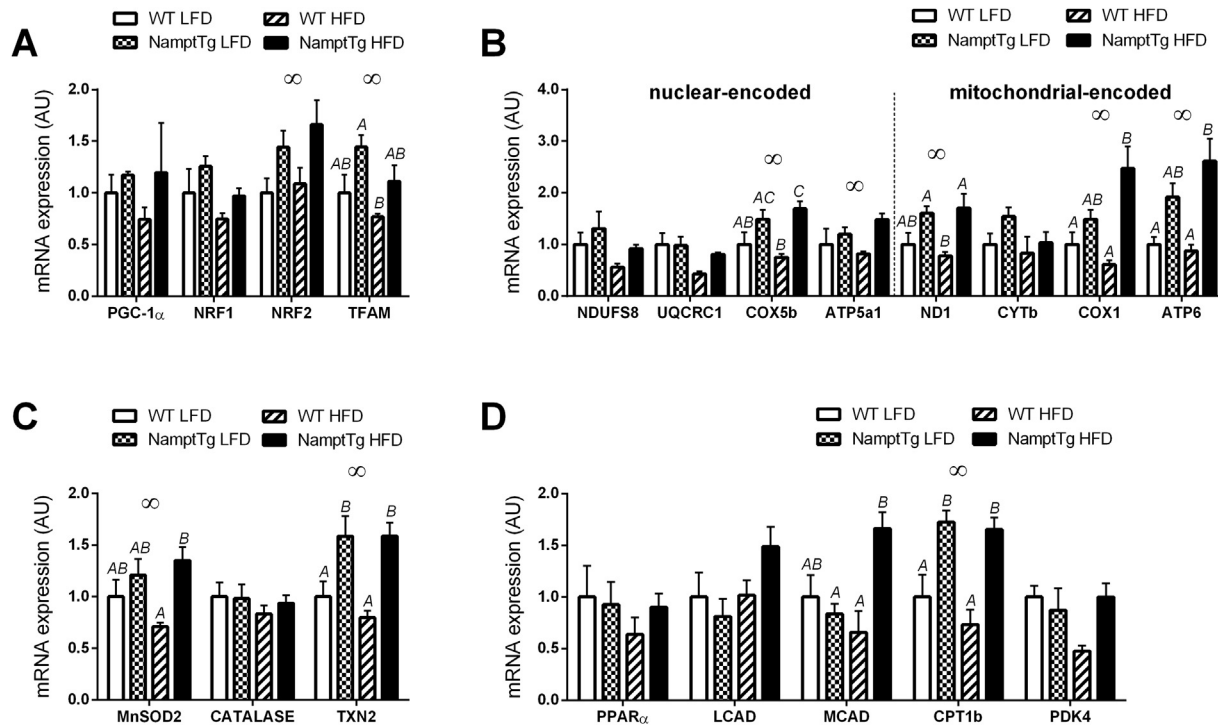 A
WT LFD WT HFD
NamptTg LFD NamptTg HFD
mRNA expression (AU)
2.0
1.5
1.0
0.5
0.0
∞ ∞
AB A B AB
PGC-1α NRF1 NRF2 TFAM
B
WT LFD WT HFD
NamptTg LFD NamptTg HFD
mRNA expression (AU)
4.0
3.0
2.0
1.0
0.0
nuclear-encoded mitochondrial-encoded
∞ ∞ ∞ ∞ ∞
AB AC B C AB A B A A AB A B A AB A B
NDUFS8 UQCRC1 COX5b ATP5a1 ND1 CYTb COX1 ATP6
C
WT LFD WT HFD
NamptTg LFD NamptTg HFD
mRNA expression (AU)
2.0
1.5
1.0
0.5
0.0
∞ ∞
AB AB A B A B A B
MnSOD2 CATALASE TXN2
D
WT LFD WT HFD
NamptTg LFD NamptTg HFD
mRNA expression (AU)
2.0
1.5
1.0
0.5
0.0
∞
AB A A B A B A B
PPARα LCAD MCAD CPT1b PDK4